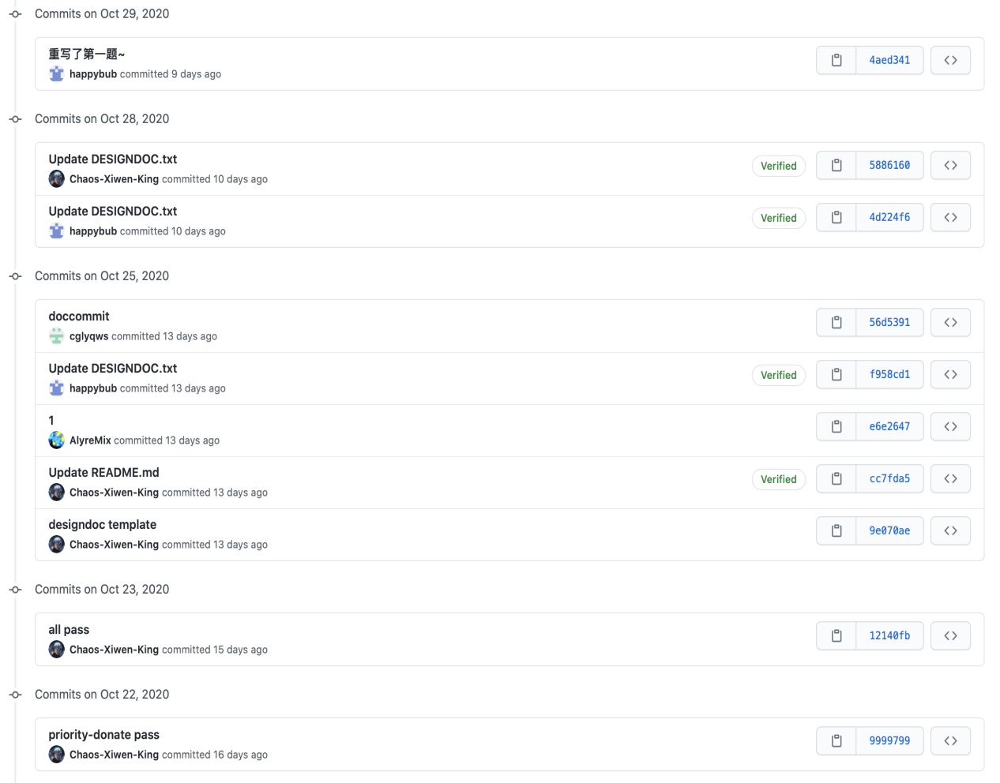 Commits on Oct 29, 2020
重写了第一题~
4aed341
happybub committed 9 days ago
Commits on Oct 28, 2020
Update DESIGNDOC.txt
Verified
5886160
Chaos-Xiwen-King committed 10 days ago
Update DESIGNDOC.txt
Verified
4d224f6
happybub committed 10 days ago
Commits on Oct 25, 2020
doccommit
56d5391
cglyqws committed 13 days ago
Update DESIGNDOC.txt
Verified
f958cd1
happybub committed 13 days ago
1
e6e2647
AlyreMix committed 13 days ago
Update README.md
Verified
cc7fda5
Chaos-Xiwen-King committed 13 days ago
designdoc template
9e070ae
Chaos-Xiwen-King committed 13 days ago
Commits on Oct 23, 2020
all pass
12140fb
Chaos-Xiwen-King committed 15 days ago
Commits on Oct 22, 2020
priority-donate pass
9999799
Chaos-Xiwen-King committed 16 days ago